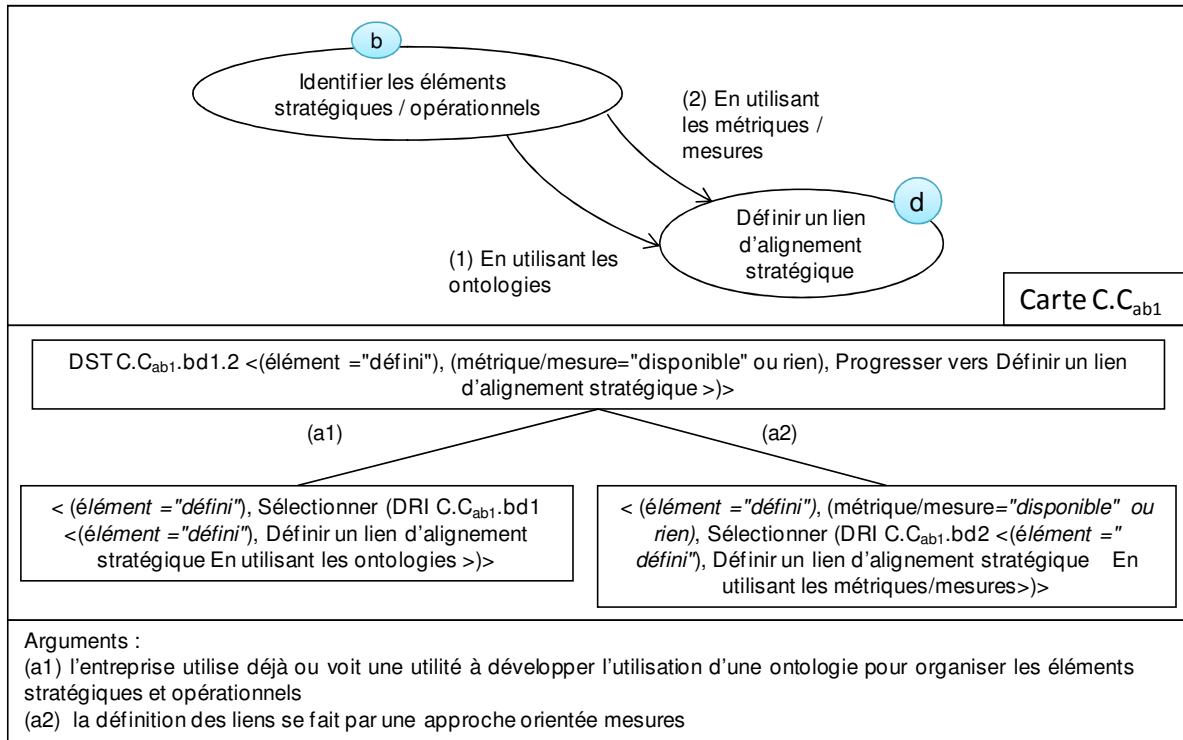 b
Identifier les éléments
stratégiques / opérationnels
(2) En utilisant
les métriques /
mesures
d
Définir un lien
d'alignement
stratégique
(1) En utilisant les
ontologies
Carte C.Cab1
DST C.Cab1.bd1.2 <(élément ="défini"), (métrique/mesure="disponible" ou rien), Progresser vers Définir un lien
d'alignement stratégique >)>
(a1)
(a2)
< (élément ="défini"), Sélectionner (DRI C.Cab1.bd1
<(élément ="défini"), Définir un lien d'alignement
stratégique En utilisant les ontologies >)>
< (élément ="défini"), (métrique/mesure="disponible" ou
rien), Sélectionner (DRI C.Cab1.bd2 <(élément ="
défini"), Définir un lien d'alignement stratégique En
utilisant les métriques/mesures>)>
Arguments :
(a1) l'entreprise utilise déjà ou voit une utilité à développer l'utilisation d'une ontologie pour organiser les éléments
stratégiques et opérationnels
(a2) la définition des liens se fait par une approche orientée mesures